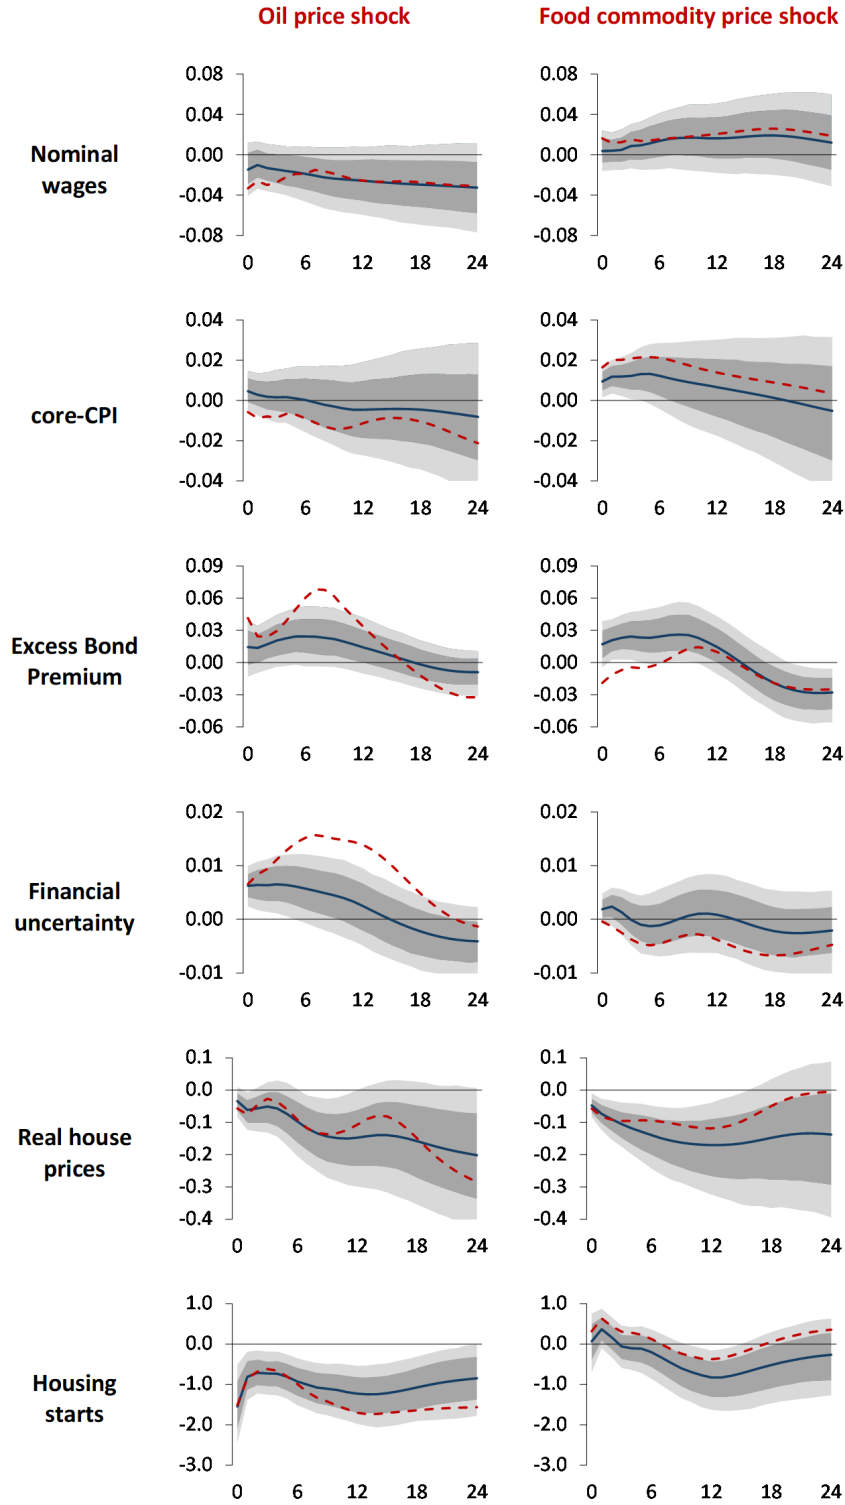 Oil price shock Food commodity price shock
Nominal
wages
0.08 0.04 0.00 -0.04 -0.08
0 6 12 18 24
0.08 0.04 0.00 -0.04 -0.08
0 6 12 18 24
core-CPI
0.04 0.02 0.00 -0.02 -0.04
0 6 12 18 24
0.04 0.02 0.00 -0.02 -0.04
0 6 12 18 24
Excess Bond
Premium
0.09 0.06 0.03 0.00 -0.03 -0.06
0 6 12 18 24
0.09 0.06 0.03 0.00 -0.03 -0.06
0 6 12 18 24
Financial
uncertainty
0.02 0.01 0.00 -0.01
0 6 12 18 24
0.02 0.01 0.00 -0.01
0 6 12 18 24
Real house
prices
0.1 0.0 -0.1 -0.2 -0.3 -0.4
0 6 12 18 24
0.1 0.0 -0.1 -0.2 -0.3 -0.4
0 6 12 18 24
Housing
starts
1.0 0.0 -1.0 -2.0 -3.0
0 6 12 18 24
1.0 0.0 -1.0 -2.0 -3.0
0 6 12 18 24